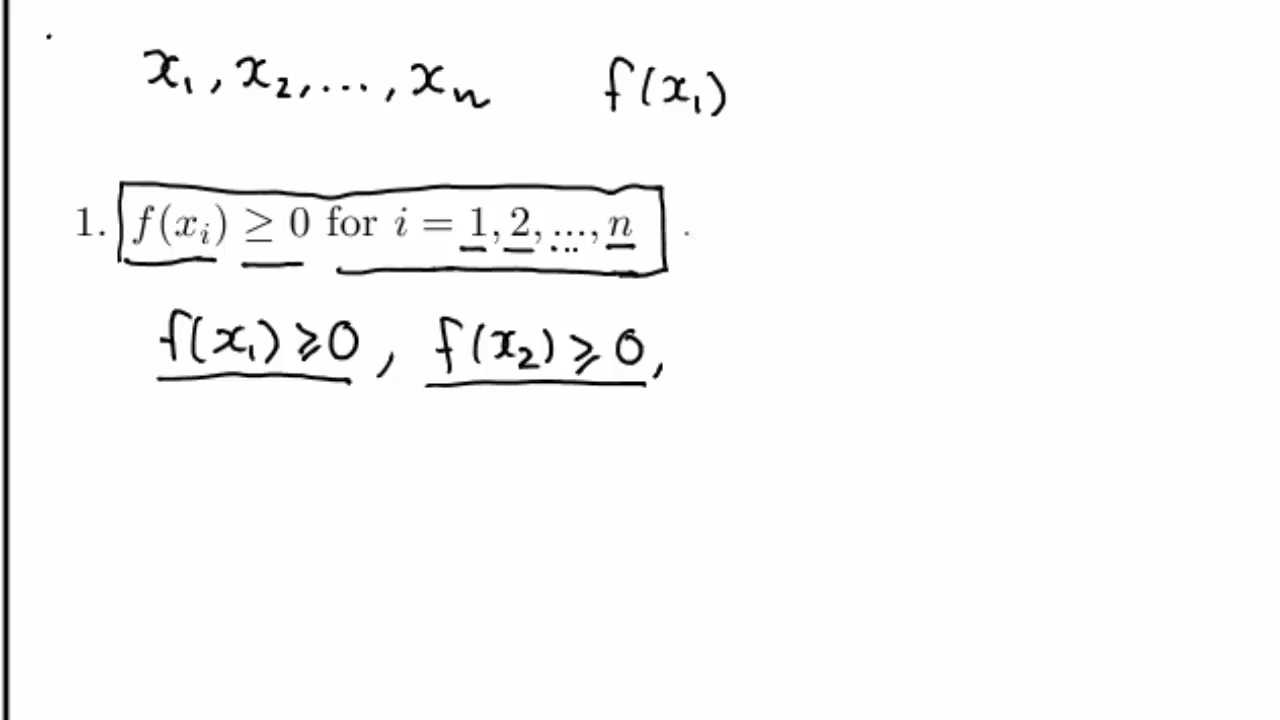 x₁, x₂, ..., xₙ f(x₁)
1. f(xᵢ) ≥ 0 for i = 1, 2, ..., n
f(x₁) ⩾ 0, f(x₂) ⩾ 0,